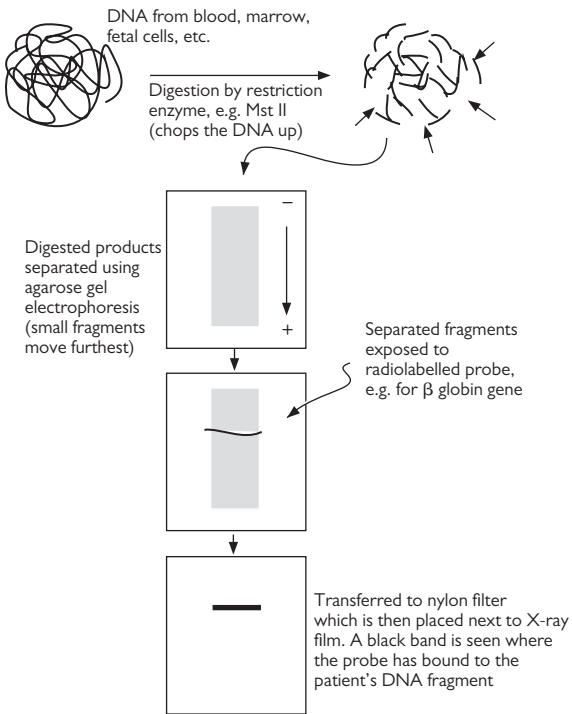 DNA from blood, marrow,
fetal cells, etc.
Digestion by restriction
enzyme, e.g. Mst II
(chops the DNA up)
Digested products
separated using
agarose gel
electrophoresis
(small fragments
move furthest)
−
+
Separated fragments
exposed to
radiolabelled probe,
e.g. for β globin gene
Transferred to nylon filter
which is then placed next to X-ray
film. A black band is seen where
the probe has bound to the
patient's DNA fragment